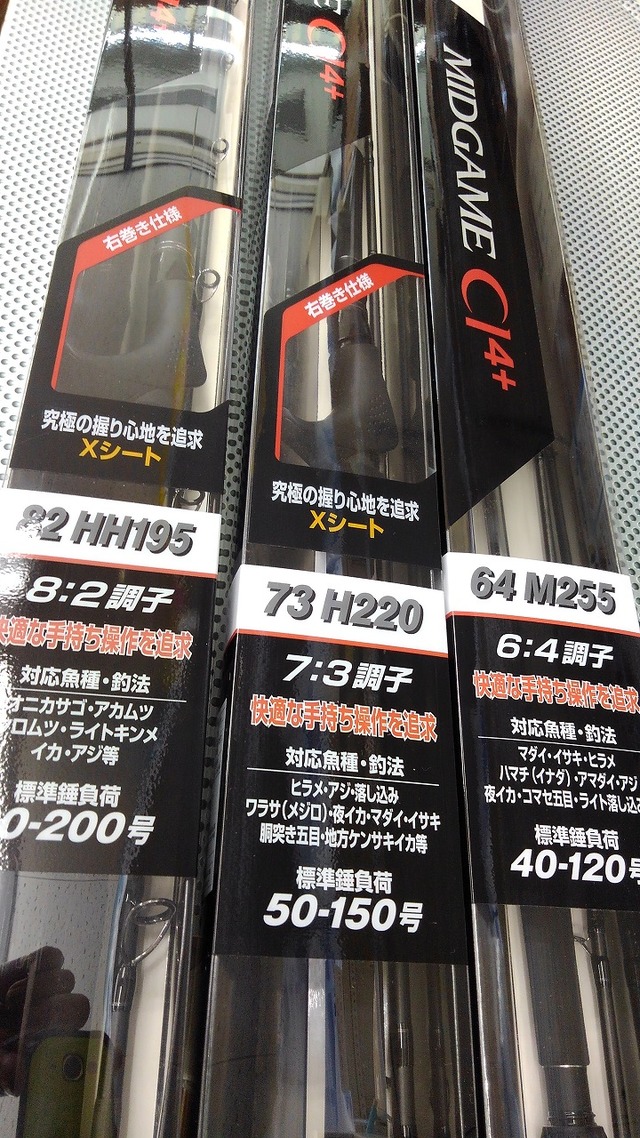 4+
右巻き仕様
究極の握り心地を追求
Xシート
82 HH195
8:2調子
快適な手持ち操作を追求
対応魚種・釣法
オニカサゴ・アカムツ
ロムツ・ライトキンメ
イカ・アジ等
標準錘負荷
0-200号
CI4+
右巻き仕様
究極の握り心地を追求
Xシート
73 H220
7:3調子
快適な手持ち操作を追求
対応魚種・釣法
ヒラメ・アジ・落し込み
ワラサ(メジロ)・夜イカ・マダイ・イサキ
胴突き五目・地方ケンサキイカ等
標準錘負荷
50-150号
MIDGAME CI4+
64 M255
6:4調子
快適な手持ち操作を追求
対応魚種・釣法
マダイ・イサキ・ヒラメ
ハマチ(イナダ)・アマダイ・アジ
夜イカ・コマセ五目・ライト落し込
標準錘負荷
40-120号